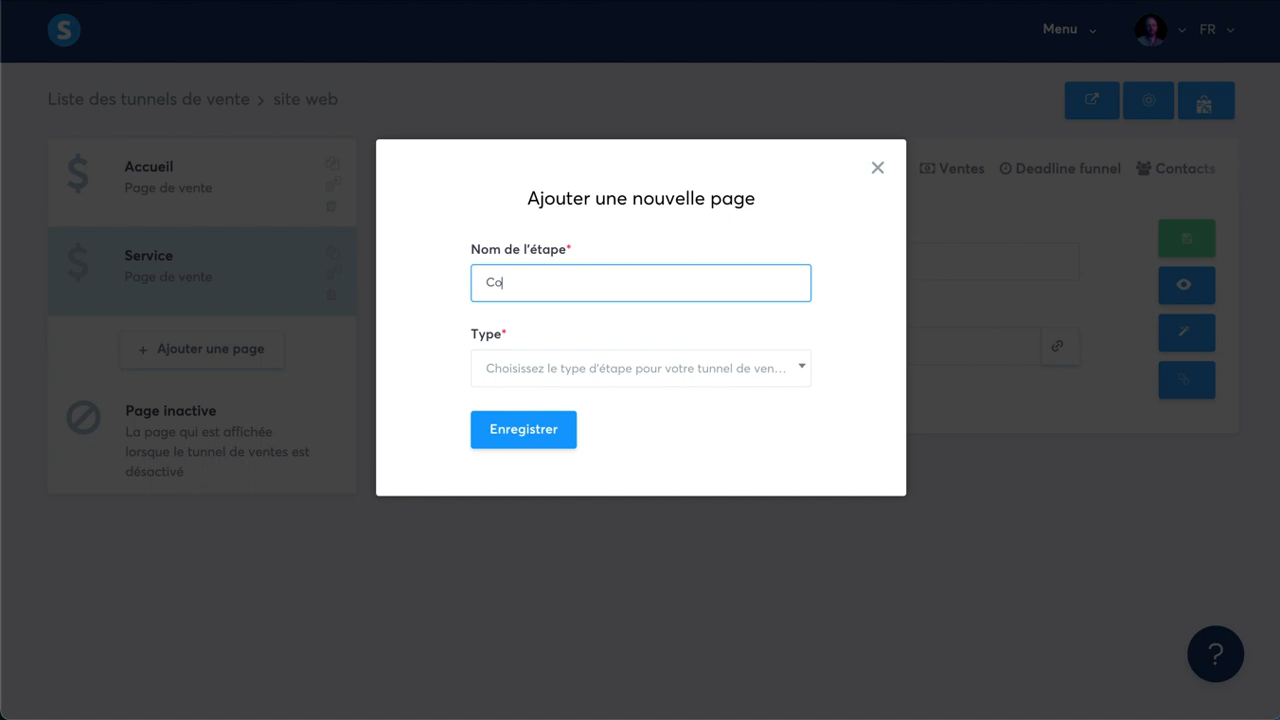 S
Menu
FR
Liste des tunnels de vente > site web
Accueil
Page de vente
Service
Page de vente
+ Ajouter une page
Page inactive
La page qui est affichée
lorsque le tunnel de ventes est
désactivé
Ajouter une nouvelle page
Nom de l'étape*
Co
Type*
Choisissez le type d'étape pour votre tunnel de ven...
Enregistrer
Ventes
Deadline funnel
Contacts
?